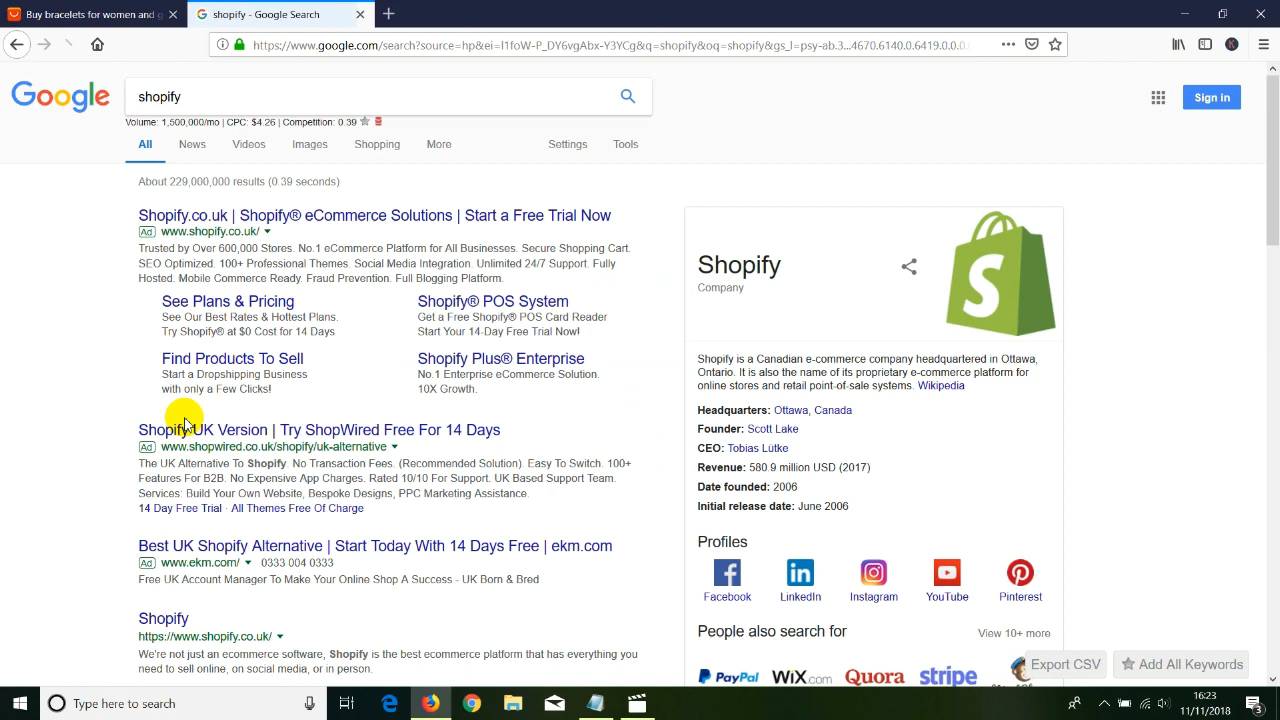 Buy bracelets for women and g
shopify - Google Search
https://www.google.com/search?source=hp&ei=I1foW-P_DY6vgAbx-Y3YCg&q=shopify&oq=shopify&gs_l=psy-ab.3...4670.6140.0.6419.0.0.0.
Google
shopify
Sign in
Volume: 1,500,000/mo | CPC: $4.26 | Competition: 0.39
All News Videos Images Shopping More Settings Tools
About 229,000,000 results (0.39 seconds)
Shopify.co.uk | Shopify® eCommerce Solutions | Start a Free Trial Now
Ad www.shopify.co.uk/
Trusted by Over 600,000 Stores. No.1 eCommerce Platform for All Businesses. Secure Shopping Cart.
SEO Optimized. 100+ Professional Themes. Social Media Integration. Unlimited 24/7 Support. Fully
Hosted. Mobile Commerce Ready. Fraud Prevention. Full Blogging Platform.
See Plans & Pricing
See Our Best Rates & Hottest Plans.
Try Shopify® at $0 Cost for 14 Days
Shopify® POS System
Get a Free Shopify® POS Card Reader
Start Your 14-Day Free Trial Now!
Find Products To Sell
Start a Dropshipping Business
with only a Few Clicks!
Shopify Plus® Enterprise
No.1 Enterprise eCommerce Solution.
10X Growth.
Shopify UK Version | Try ShopWired Free For 14 Days
Ad www.shopwired.co.uk/shopify/uk-alternative
The UK Alternative To Shopify. No Transaction Fees. (Recommended Solution). Easy To Switch. 100+
Features For B2B. No Expensive App Charges. Rated 10/10 For Support. UK Based Support Team.
Services: Build Your Own Website, Bespoke Designs, PPC Marketing Assistance.
14 Day Free Trial · All Themes Free Of Charge
Best UK Shopify Alternative | Start Today With 14 Days Free | ekm.com
Ad www.ekm.com/ 0333 004 0333
Free UK Account Manager To Make Your Online Shop A Success - UK Born & Bred
Shopify
https://www.shopify.co.uk/
We're not just an ecommerce software, Shopify is the best ecommerce platform that has everything you
need to sell online, on social media, or in person.
Shopify
Company
Shopify is a Canadian e-commerce company headquartered in Ottawa,
Ontario. It is also the name of its proprietary e-commerce platform for
online stores and retail point-of-sale systems. Wikipedia
Headquarters: Ottawa, Canada
Founder: Scott Lake
CEO: Tobias Lütke
Revenue: 580.9 million USD (2017)
Date founded: 2006
Initial release date: June 2006
Profiles
Facebook LinkedIn Instagram YouTube Pinterest
People also search for
View 10+ more
PayPal WiX.com Quora stripe
Export CSV
Add All Keywords
Type here to search
16:23
11/11/2018
3